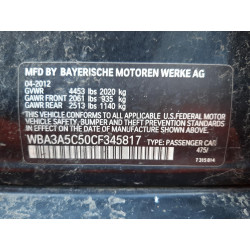 MFD BY BAYERISCHE MOTOREN WERKE AG
04-2012
GVWR 4453 lbs 2020 kg
GAWR FRONT 2061 lbs 935 kg
GAWR REAR 2513 lbs 1140 kg
THIS VEHICLE CONFORMS TO ALL APPLICABLE
U.S. FEDERAL MOTOR VEHICLE SAFETY, BUMPER
AND THEFT PREVENTION STANDARDS IN EFFECT
ON THE DATE OF MANUFACTURE SHOWN ABOVE
WBA3A5C50CF345817 TYPE: PASSENGER CAR
475/
7315814